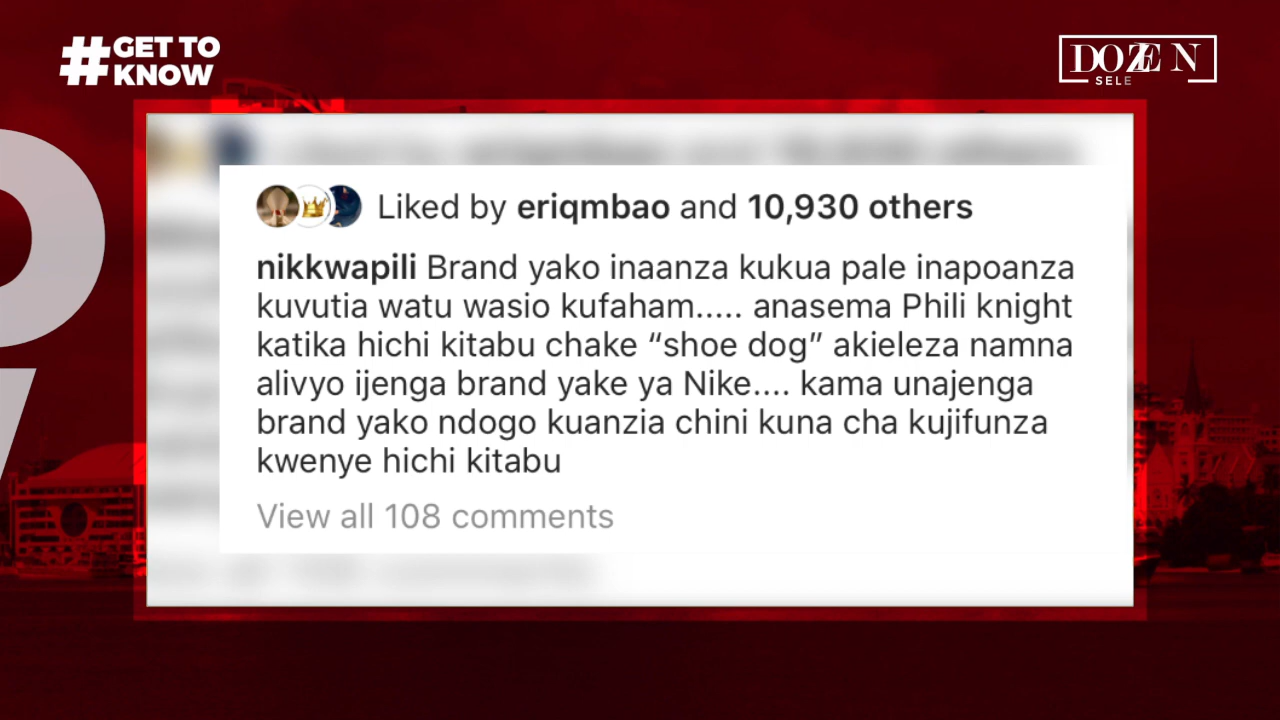 #GET TO
KNOW
DOZEN
SELE
Liked by eriqmbao and 10,930 others
nikkwapili Brand yako inaanza kukua pale inapoanza
kuvutia watu wasio kufaham..... anasema Phili knight
katika hichi kitabu chake “shoe dog” akieleza namna
alivyo ijenga brand yake ya Nike.... kama unajenga
brand yako ndogo kuanzia chini kuna cha kujifunza
kwenye hichi kitabu
View all 108 comments